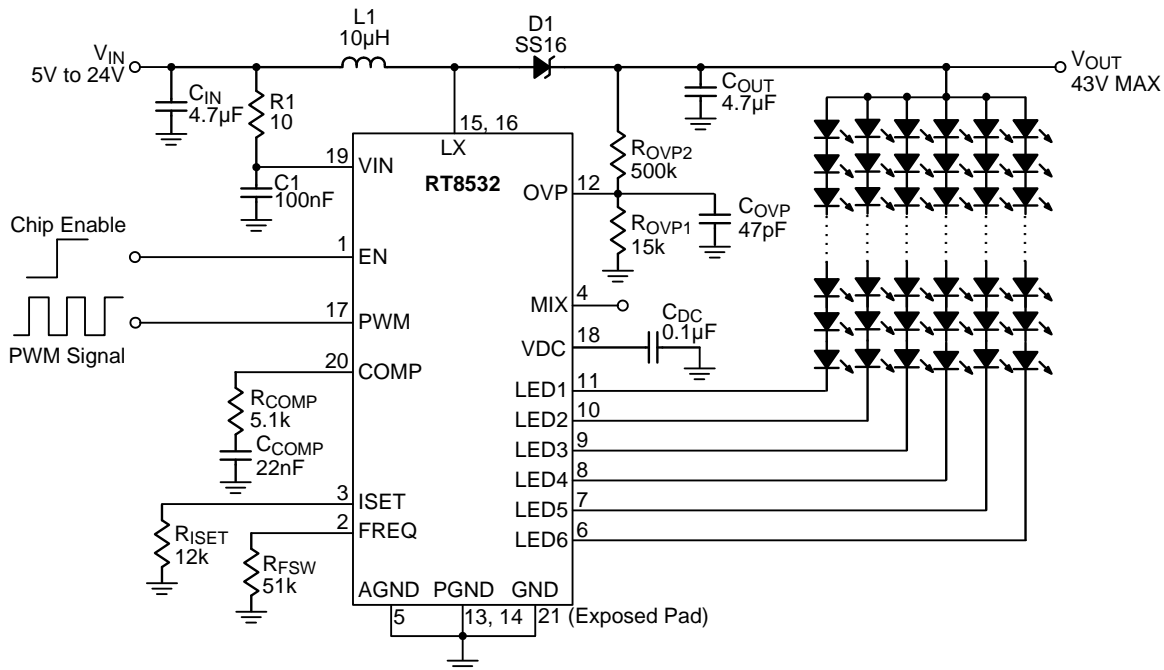 L1
10µH
D1
SS16
VIN
5V to 24V
VOUT
43V MAX
CIN
4.7µF
R1
10
COUT
4.7µF
15, 16
LX
19
VIN
RT8532
C1
100nF
ROVP2
500k
OVP
12
ROVP1
15k
COVP
47pF
Chip Enable
1
EN
MIX
4
17
PWM
PWM Signal
CDC
0.1µF
VDC
18
20
COMP
RCOMP
5.1k
CCOMP
22nF
LED1
11
LED2
10
LED3
9
LED4
8
LED5
7
LED6
6
3
ISET
2
FREQ
RISET
12k
RFSW
51k
AGND
PGND
GND
5
13, 14
21 (Exposed Pad)